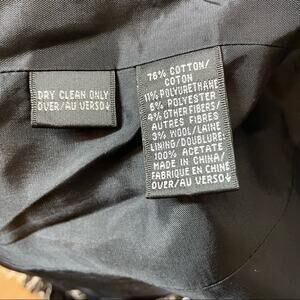 DRY CLEAN ONLY
OVER/AU VERSO↓
76% COTTON/
COTON
11% POLYURETHANE
6% POLYESTER
4% OTHER FIBERS/
AUTRES FIBRES
3% WOOL/LAINE
LINING/DOUBLURE:
100% ACETATE
MADE IN CHINA/
FABRIQUE EN CHINE
OVER/AU VERSO↓